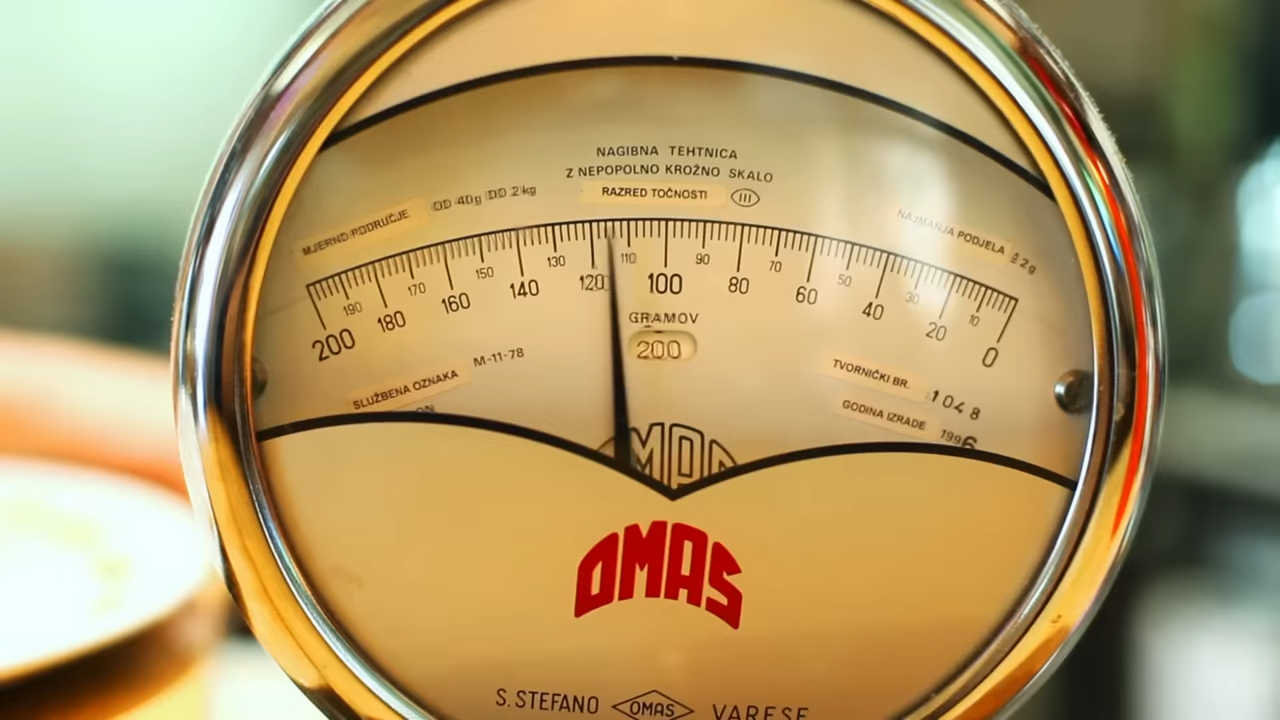 NAGIBNA TEHTNICA
Z NEPOPOLNO KROŽNO SKALO
RAZRED TOČNOSTI III
MJERNO PODRUČJE OD 40g DO 2kg
NAJMANJA PODJELA 2g
200 190 180 170 160 150 140 130 120 110 100 90 80 70 60 50 40 30 20 10 0
GRAMOV
200
SLUŽBENA OZNAKA M-11-78
TVORNIČKI BR. 1048
GODINA IZRADE 1996
OMAS
S. STEFANO OMAS VARESE